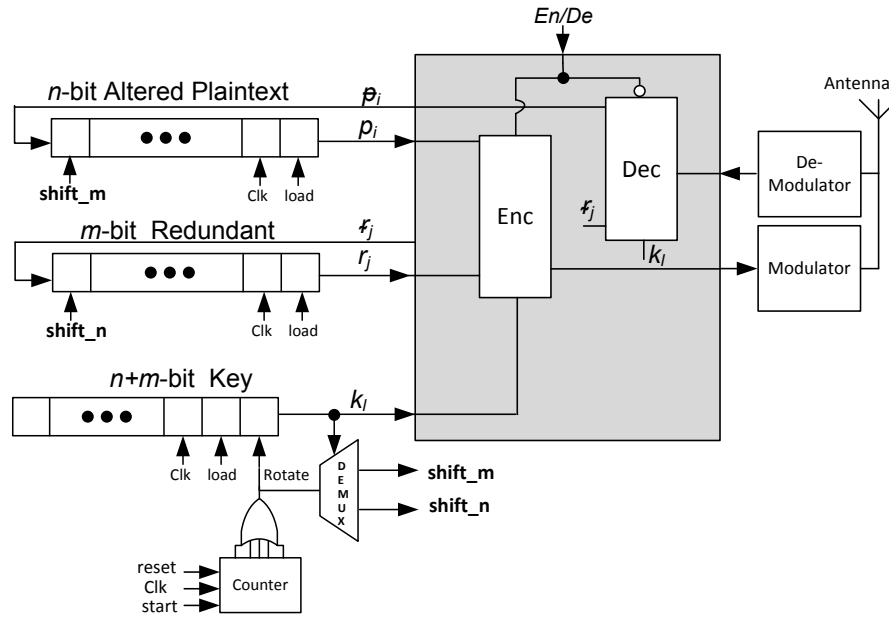 En/De
n-bit Altered Plaintext
p̶i
pi
Antenna
shift_m
Clk
load
Enc
Dec
De-
Modulator
m-bit Redundant
r̶j
rj
r̶j
kl
Modulator
shift_n
Clk
load
n+m-bit Key
kl
Clk
load
Rotate
DEMUX
shift_m
shift_n
reset
Clk
start
Counter